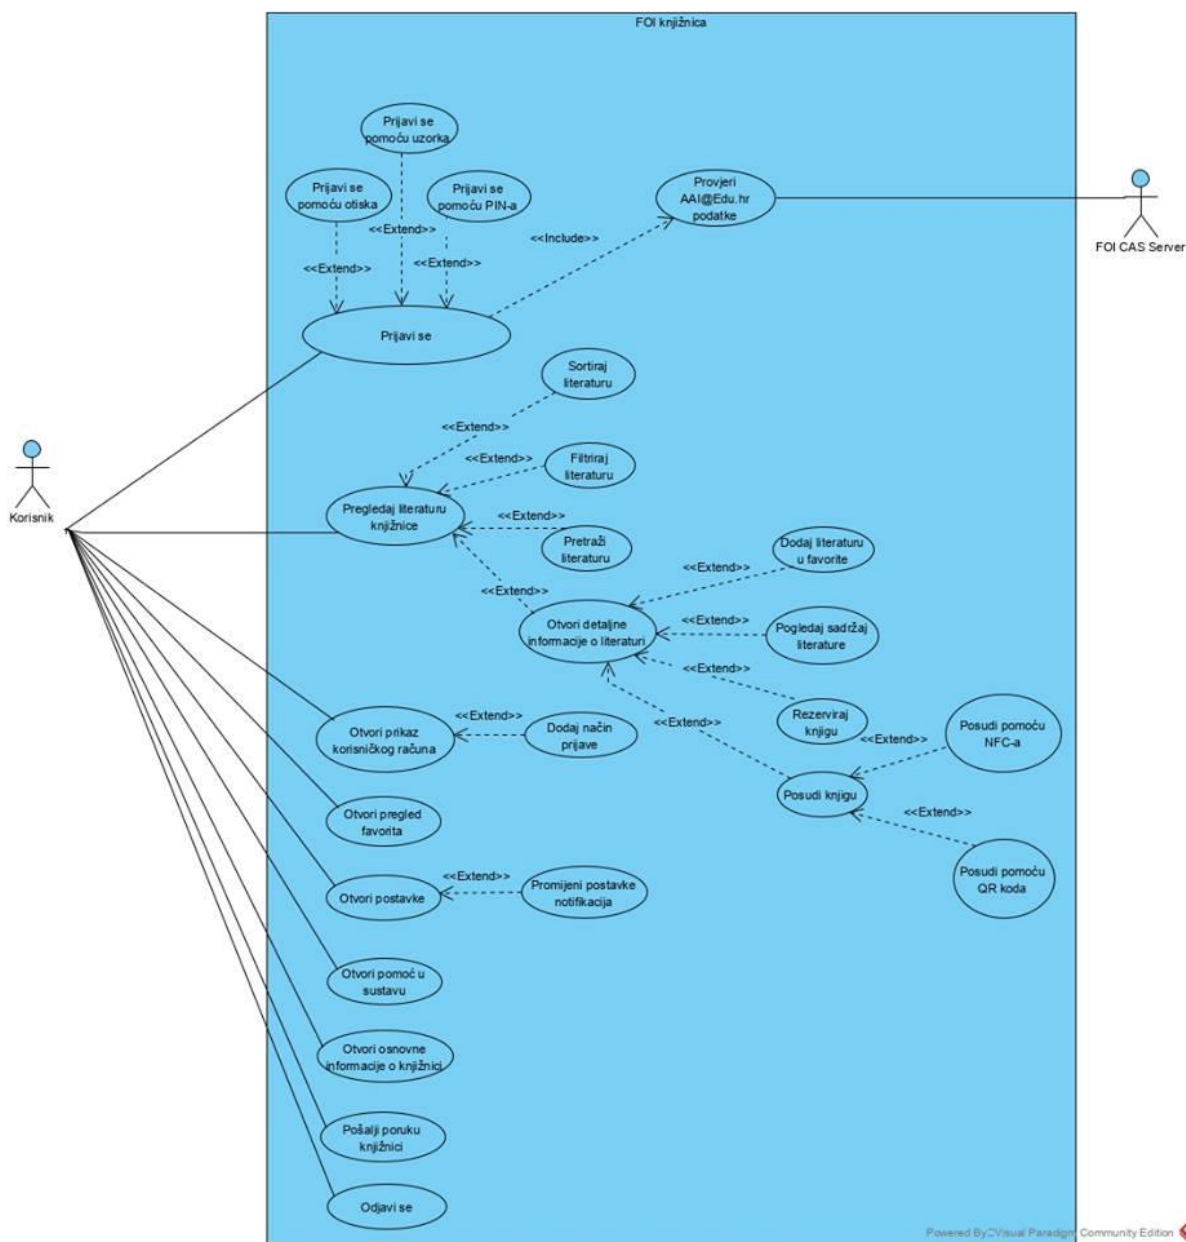 FOI knjižnica
Prijavi se
pomoću uzorka
Prijavi se
pomoću otiska
Prijavi se
pomoću PIN-a
Provjeri
AAI@Edu.hr
podatke
FOI CAS Server
<<Extend>>
<<Include>>
<<Extend>>
<<Extend>>
Prijavi se
Sortiraj
literaturu
<<Extend>>
<<Extend>>
Filtriraj
literaturu
Korisnik
Pregledaj literaturu
knjižnice
<<Extend>>
Pretraži
literaturu
Dodaj literaturu
u favorite
<<Extend>>
<<Extend>>
Otvori detaljne
informacije o literaturi
<<Extend>>
Pogledaj sadržaj
literature
<<Extend>>
Rezerviraj
knjigu
Otvori prikaz
korisničkog računa
<<Extend>>
Dodaj način
prijave
<<Extend>>
Posudi pomoću
NFC-a
<<Extend>>
Posudi knjigu
<<Extend>>
Posudi pomoću
QR koda
Otvori pregled
favorita
Otvori postavke
<<Extend>>
Promijeni postavke
notifikacija
Otvori pomoć u
sustavu
Otvori osnovne
informacije o knjižnici
Pošalji poruku
knjižnici
Odjavi se
Powered By Visual Paradigm Community Edition